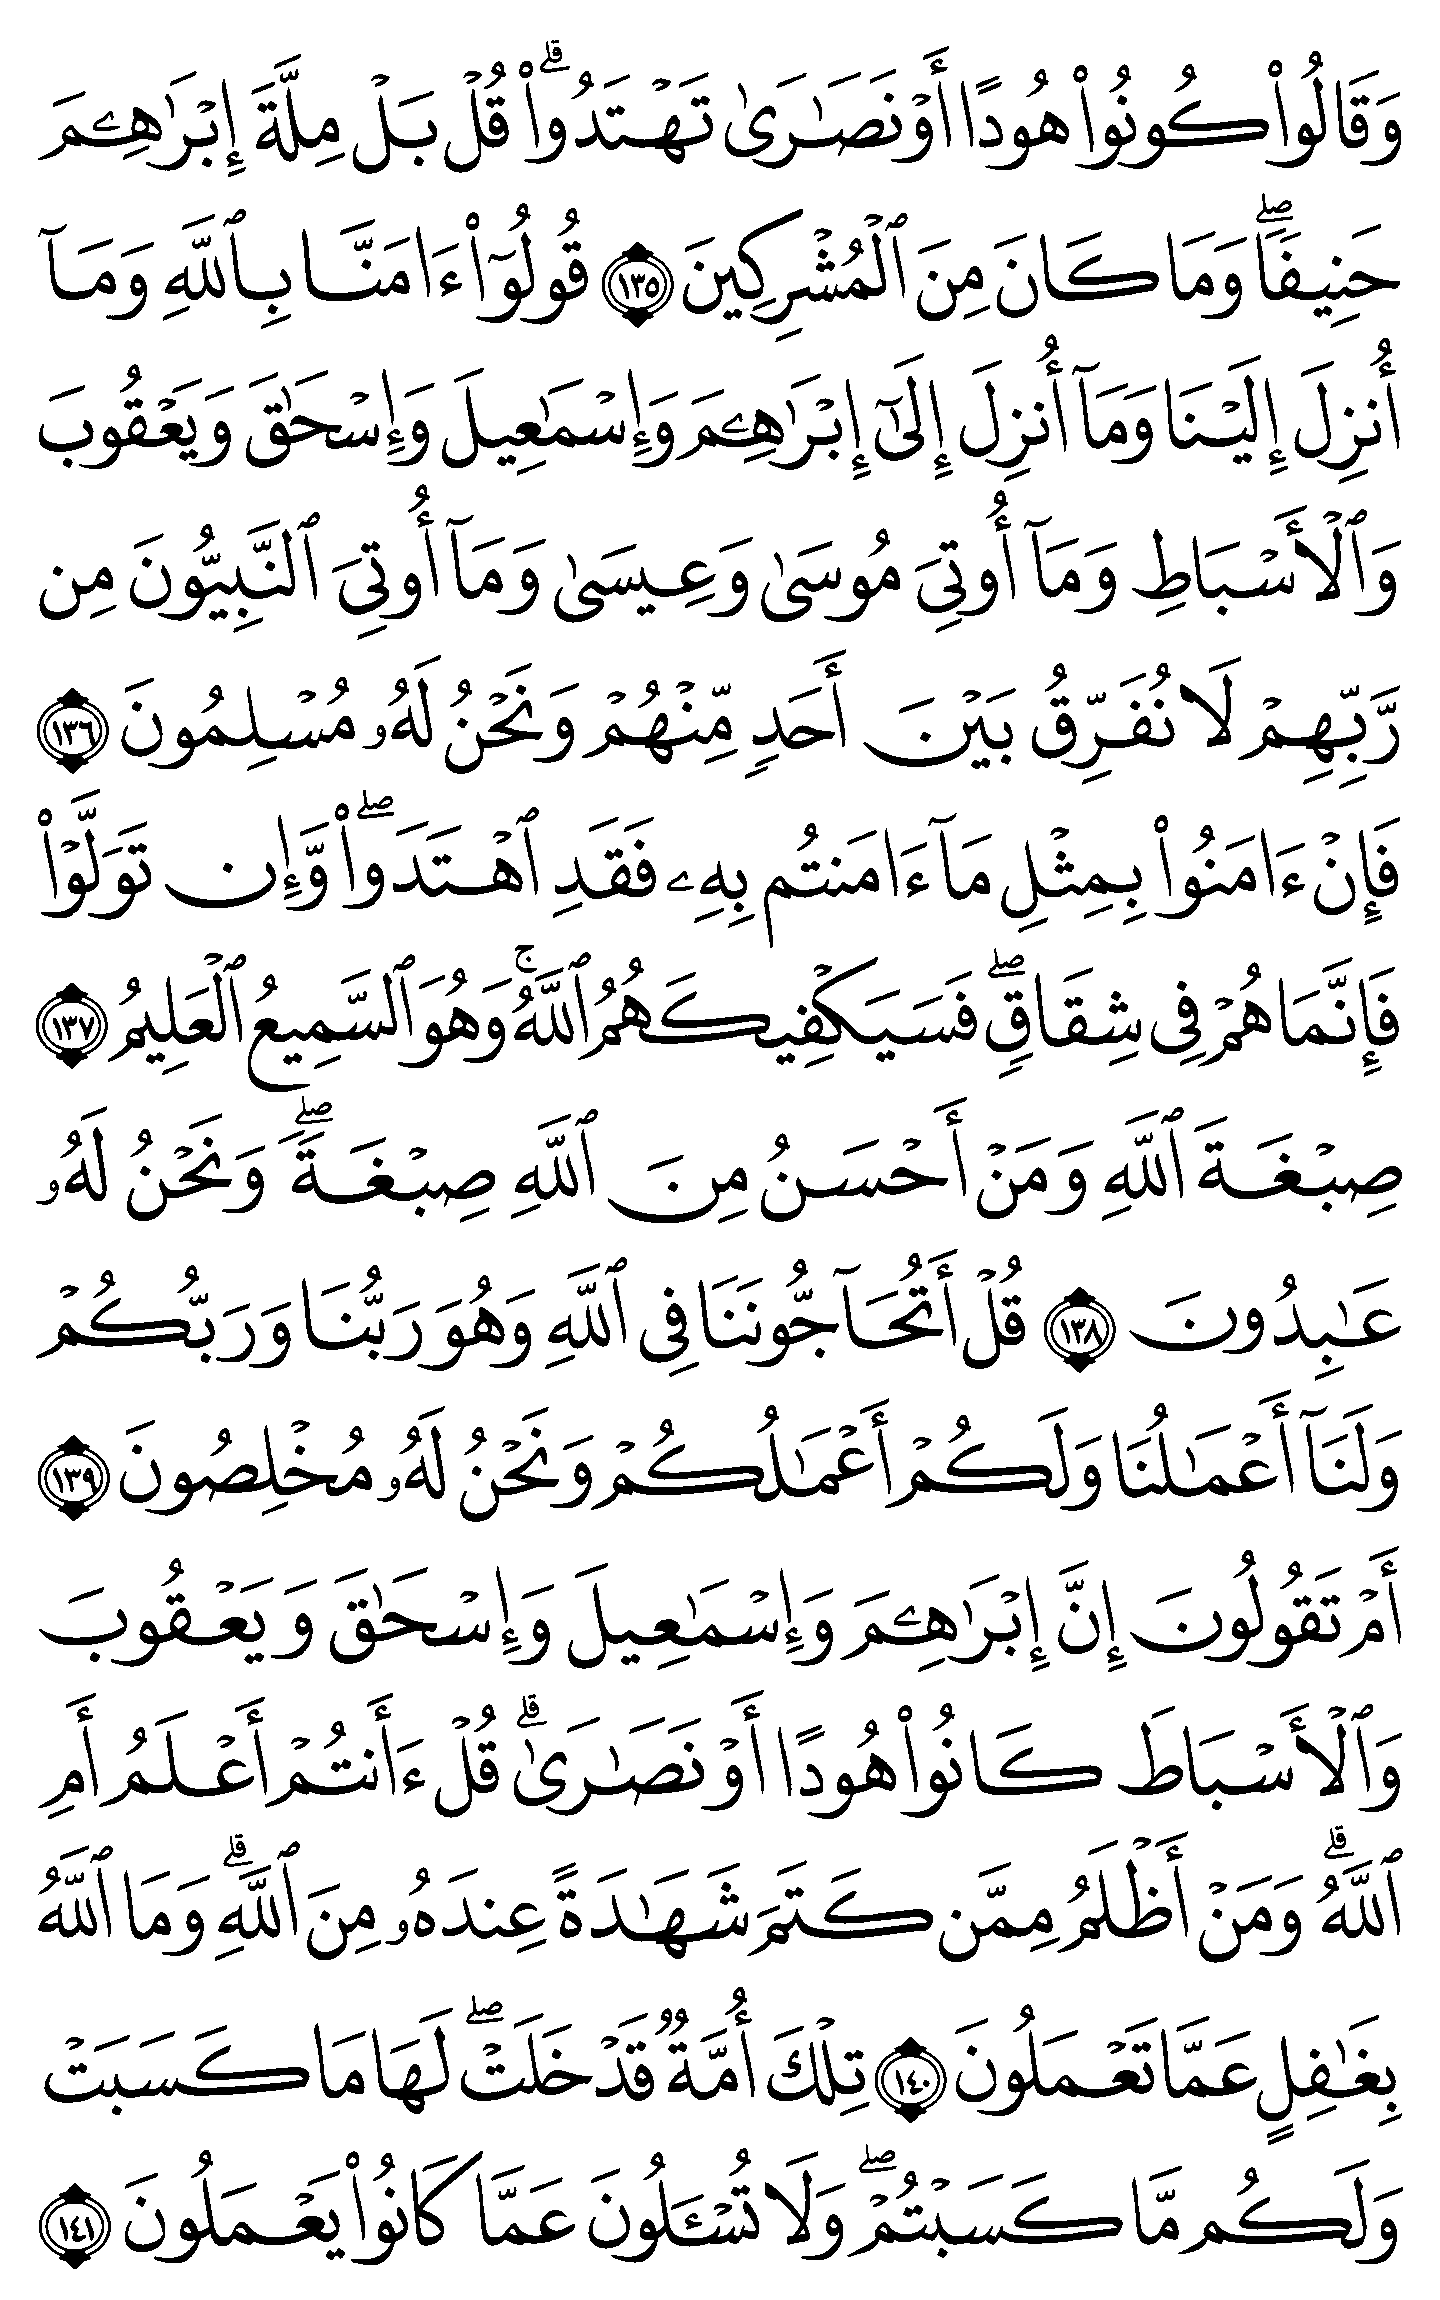 وَقَالُواْ كُونُواْ هُودًا أَوۡ نَصَٰرَىٰ تَهۡتَدُواْۗ قُلۡ بَلۡ مِلَّةَ إِبۡرَٰهِـۧمَ
حَنِيفٗاۖ وَمَا كَانَ مِنَ ٱلۡمُشۡرِكِينَ ١٣٥ قُولُوٓاْ ءَامَنَّا بِٱللَّهِ وَمَآ
أُنزِلَ إِلَيۡنَا وَمَآ أُنزِلَ إِلَىٰٓ إِبۡرَٰهِـۧمَ وَإِسۡمَٰعِيلَ وَإِسۡحَٰقَ وَيَعۡقُوبَ
وَٱلۡأَسۡبَاطِ وَمَآ أُوتِيَ مُوسَىٰ وَعِيسَىٰ وَمَآ أُوتِيَ ٱلنَّبِيُّونَ مِن
رَّبِّهِمۡ لَا نُفَرِّقُ بَيۡنَ أَحَدٖ مِّنۡهُمۡ وَنَحۡنُ لَهُۥ مُسۡلِمُونَ ١٣٦
فَإِنۡ ءَامَنُواْ بِمِثۡلِ مَآ ءَامَنتُم بِهِۦ فَقَدِ ٱهۡتَدَواْۖ وَّإِن تَوَلَّوۡاْ
فَإِنَّمَا هُمۡ فِي شِقَاقٖۖ فَسَيَكۡفِيكَهُمُ ٱللَّهُۚ وَهُوَ ٱلسَّمِيعُ ٱلۡعَلِيمُ ١٣٧
صِبۡغَةَ ٱللَّهِ وَمَنۡ أَحۡسَنُ مِنَ ٱللَّهِ صِبۡغَةٗۖ وَنَحۡنُ لَهُۥ
عَٰبِدُونَ ١٣٨ قُلۡ أَتُحَآجُّونَنَا فِي ٱللَّهِ وَهُوَ رَبُّنَا وَرَبُّكُمۡ
وَلَنَآ أَعۡمَٰلُنَا وَلَكُمۡ أَعۡمَٰلُكُمۡ وَنَحۡنُ لَهُۥ مُخۡلِصُونَ ١٣٩
أَمۡ تَقُولُونَ إِنَّ إِبۡرَٰهِـۧمَ وَإِسۡمَٰعِيلَ وَإِسۡحَٰقَ وَيَعۡقُوبَ
وَٱلۡأَسۡبَاطَ كَانُواْ هُودًا أَوۡ نَصَٰرَىٰۗ قُلۡ ءَأَنتُمۡ أَعۡلَمُ أَمِ
ٱللَّهُۗ وَمَنۡ أَظۡلَمُ مِمَّن كَتَمَ شَهَٰدَةً عِندَهُۥ مِنَ ٱللَّهِۗ وَمَا ٱللَّهُ
بِغَٰفِلٍ عَمَّا تَعۡمَلُونَ ١٤٠ تِلۡكَ أُمَّةٞ قَدۡ خَلَتۡۖ لَهَا مَا كَسَبَتۡ
وَلَكُم مَّا كَسَبۡتُمۡۖ وَلَا تُسۡـَٔلُونَ عَمَّا كَانُواْ يَعۡمَلُونَ ١٤١